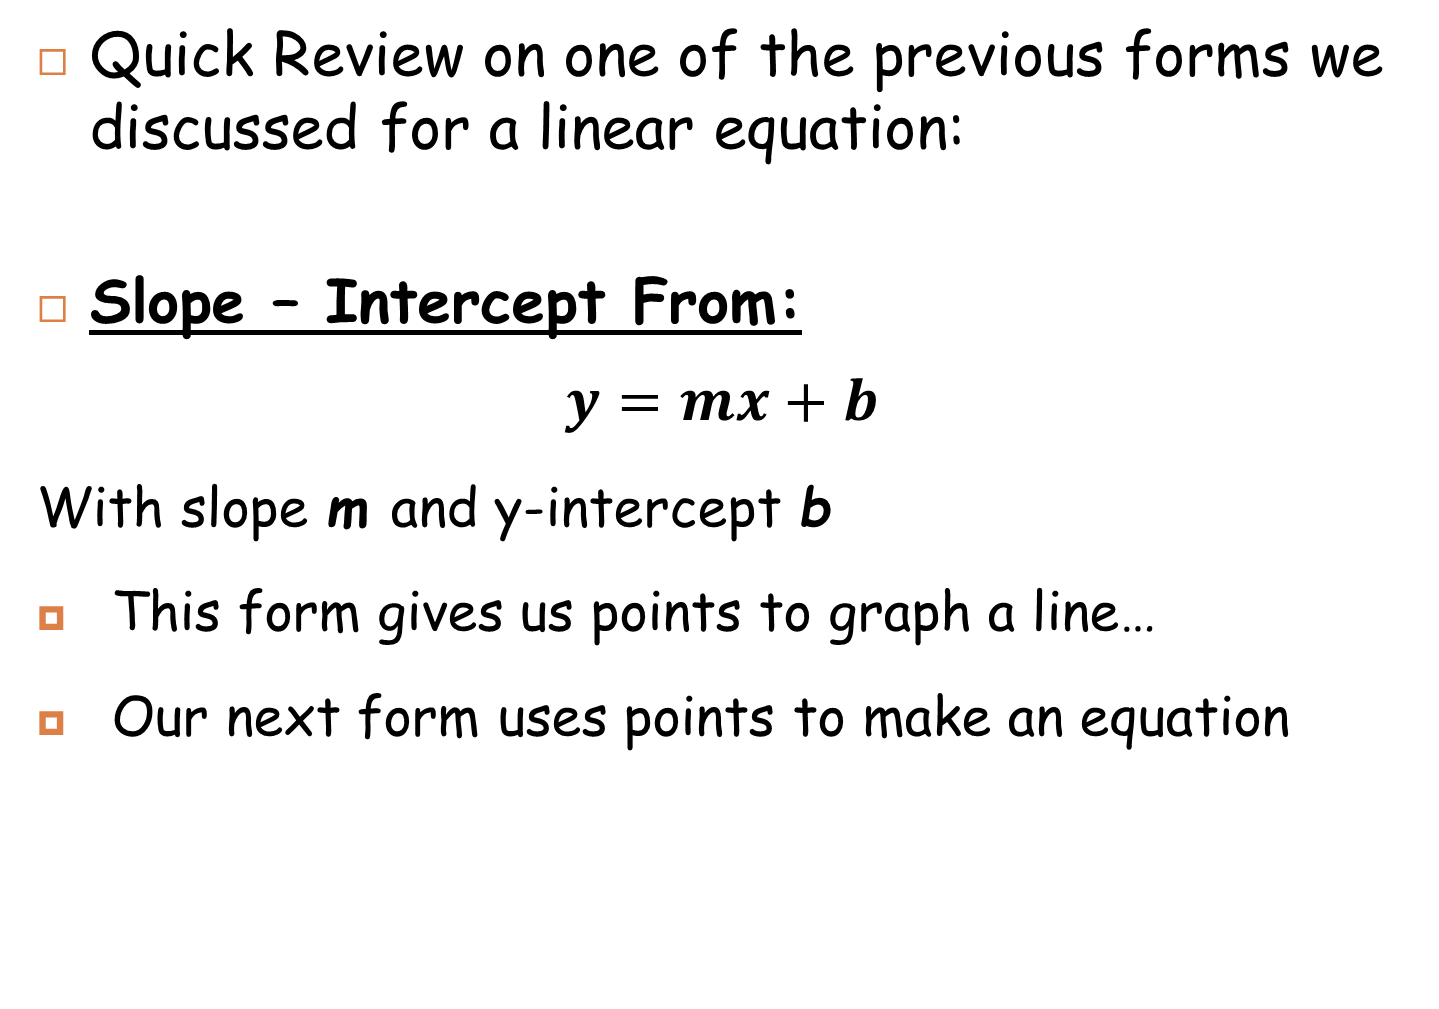 Quick Review on one of the previous forms we
discussed for a linear equation:
Slope – Intercept From:
y = mx + b
With slope m and y-intercept b
This form gives us points to graph a line…
Our next form uses points to make an equation